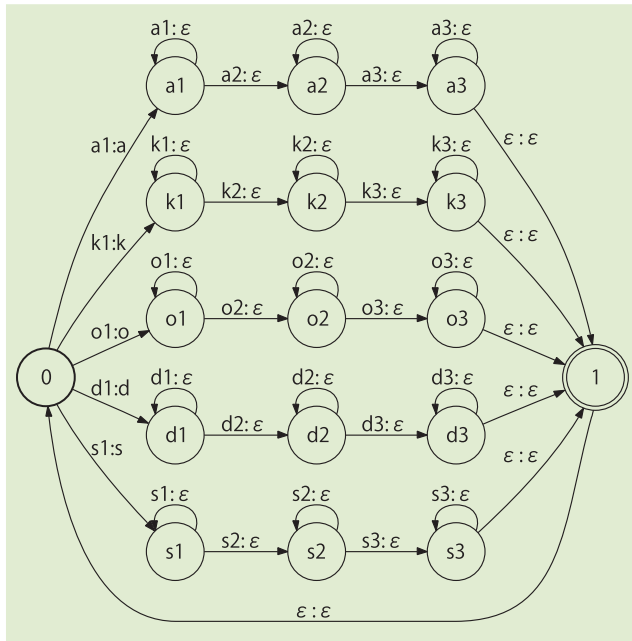 a1: ε a2: ε a3: ε
a1 a2: ε a2 a3: ε a3
a1:a ε : ε
k1: ε k2: ε k3: ε
k1 k2: ε k2 k3: ε k3
k1:k ε : ε
o1: ε o2: ε o3: ε
o1 o2: ε o2 o3: ε o3
o1:o ε : ε
0 1
d1:d d1: ε d2: ε d3: ε ε : ε
d1 d2: ε d2 d3: ε d3
s1:s ε : ε
s1: ε s2: ε s3: ε
s1 s2: ε s2 s3: ε s3
ε : ε